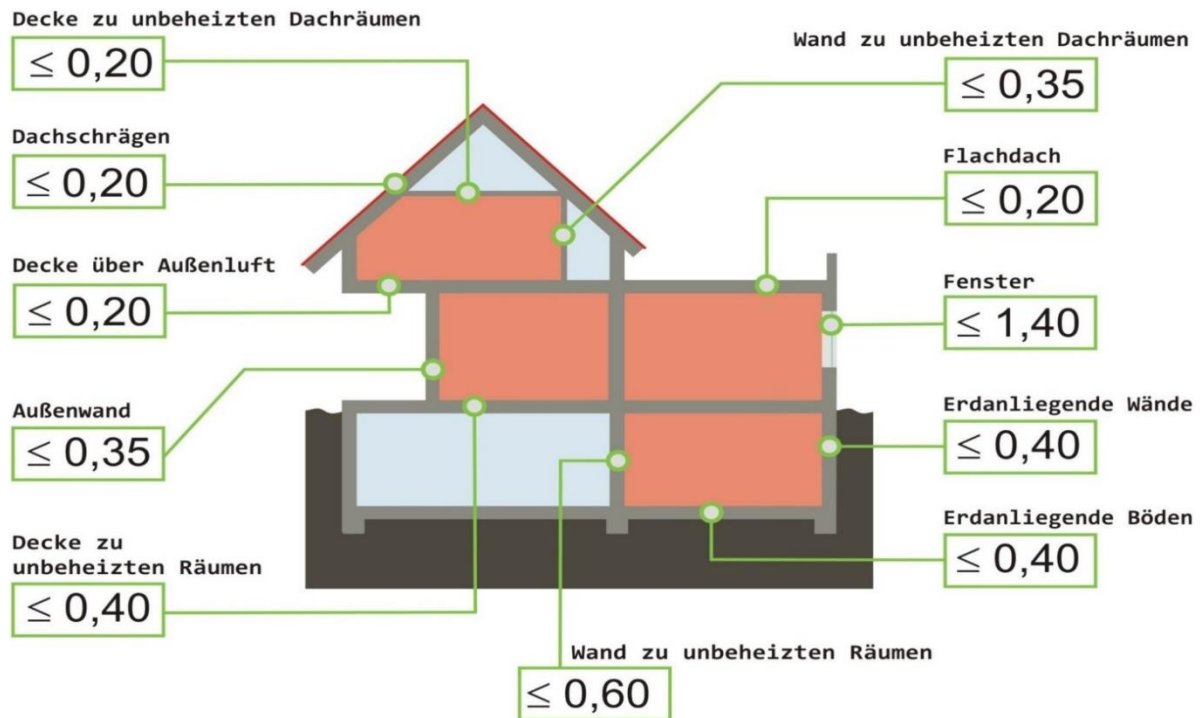 Decke zu unbeheizten Dachräumen
≤ 0,20
Wand zu unbeheizten Dachräumen
≤ 0,35
Dachschrägen
≤ 0,20
Flachdach
≤ 0,20
Decke über Außenluft
≤ 0,20
Fenster
≤ 1,40
Außenwand
≤ 0,35
Erdanliegende Wände
≤ 0,40
Erdanliegende Böden
≤ 0,40
Decke zu
unbeheizten Räumen
≤ 0,40
Wand zu unbeheizten Räumen
≤ 0,60